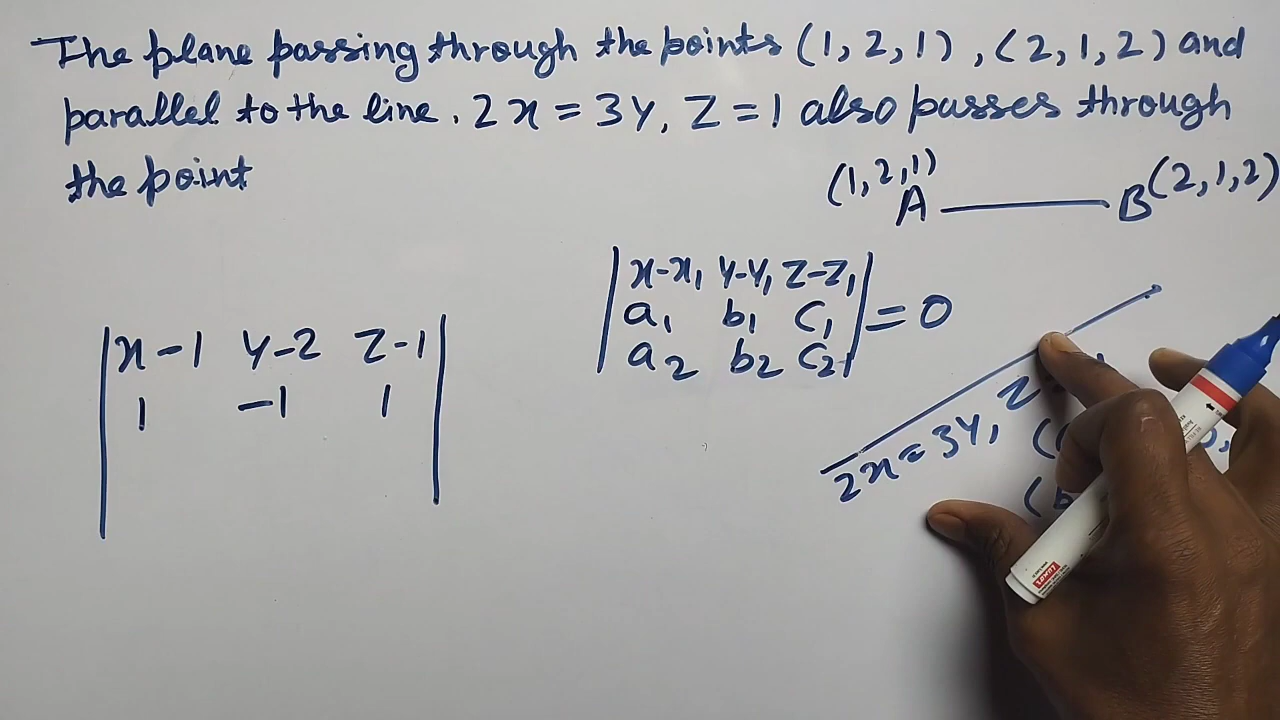 The plane passing through the points (1, 2, 1), (2, 1, 2) and
parallel to the line. 2x = 3y, z = 1 also passes through
the point
(1, 2, 1) A B (2, 1, 2)
x-x1 y-y1 z-z1
a1 b1 c1 = 0
a2 b2 c2
x-1 y-2 z-1
1 -1 1
2x = 3y, z